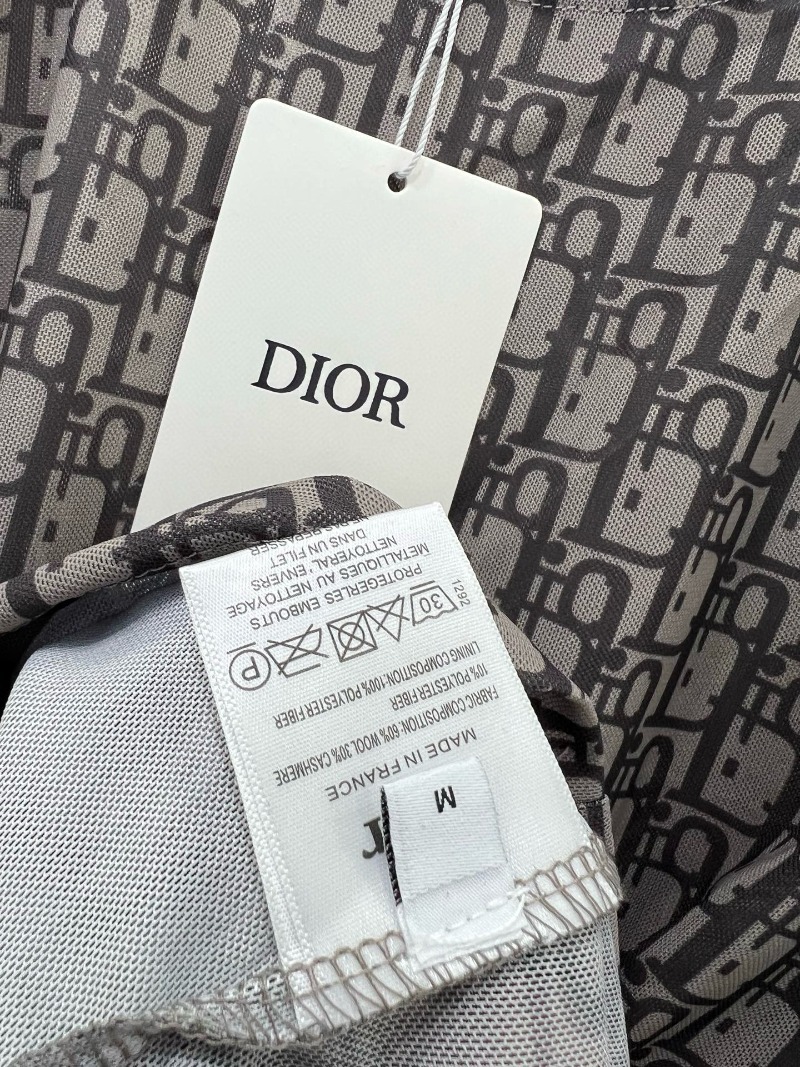 DIOR
M
MADE IN FRANCE
FABRIC COMPOSITION: 60% WOOL 30% CASHMERE
10% POLYESTER FIBER
LINING COMPOSITION:100% POLYESTER FIBER
30
P
1292
PROTEGERLES EMBOUTS
METALLIQUES AU NETTOYAGE
NETTOYERAL, ENVERS
DANS UN FILET